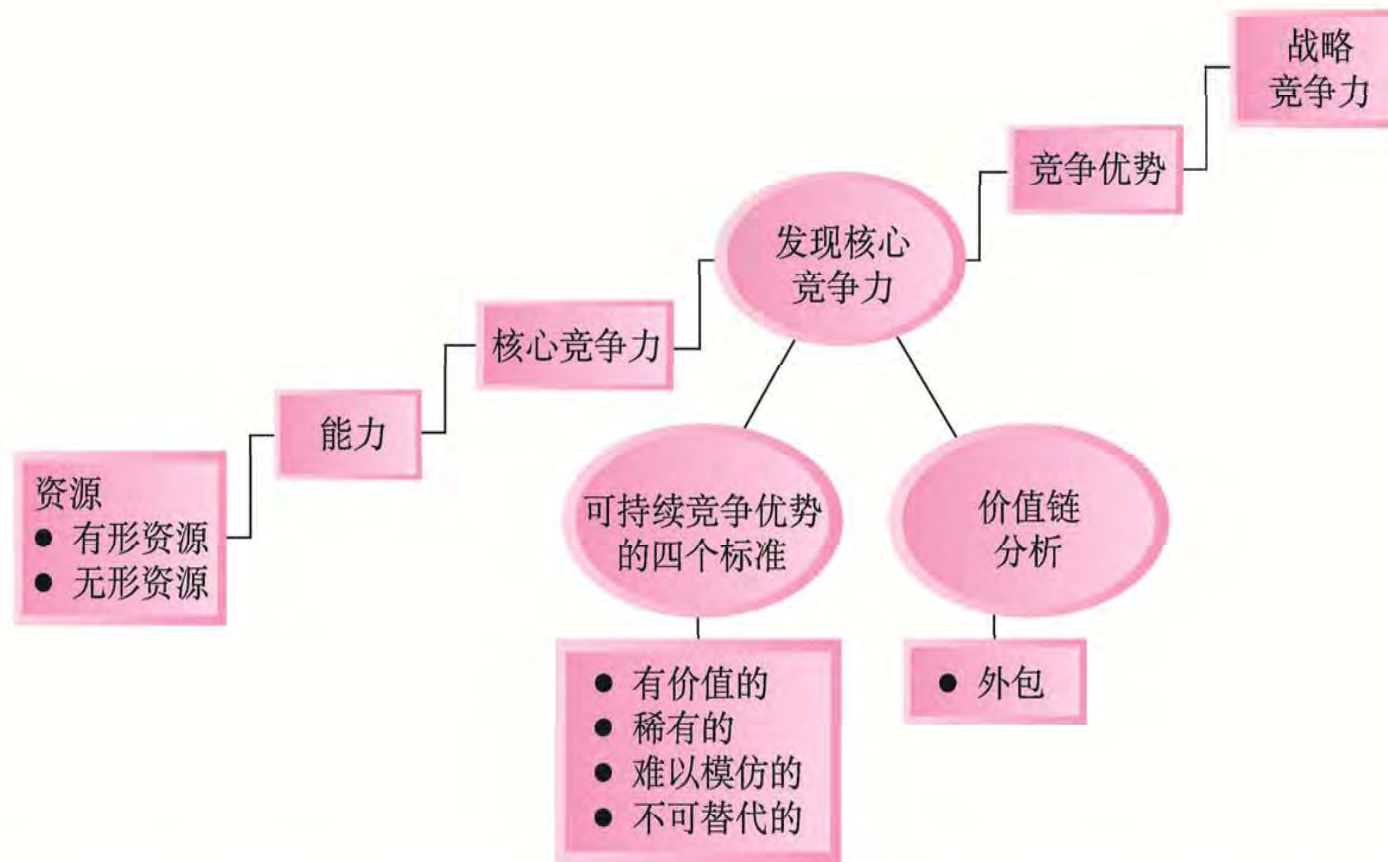 战略
竞争力
竞争优势
发现核心
竞争力
核心竞争力
能力
资源
● 有形资源
● 无形资源
可持续竞争优势
的四个标准
价值链
分析
● 有价值的
● 稀有的
● 难以模仿的
● 不可替代的
● 外包